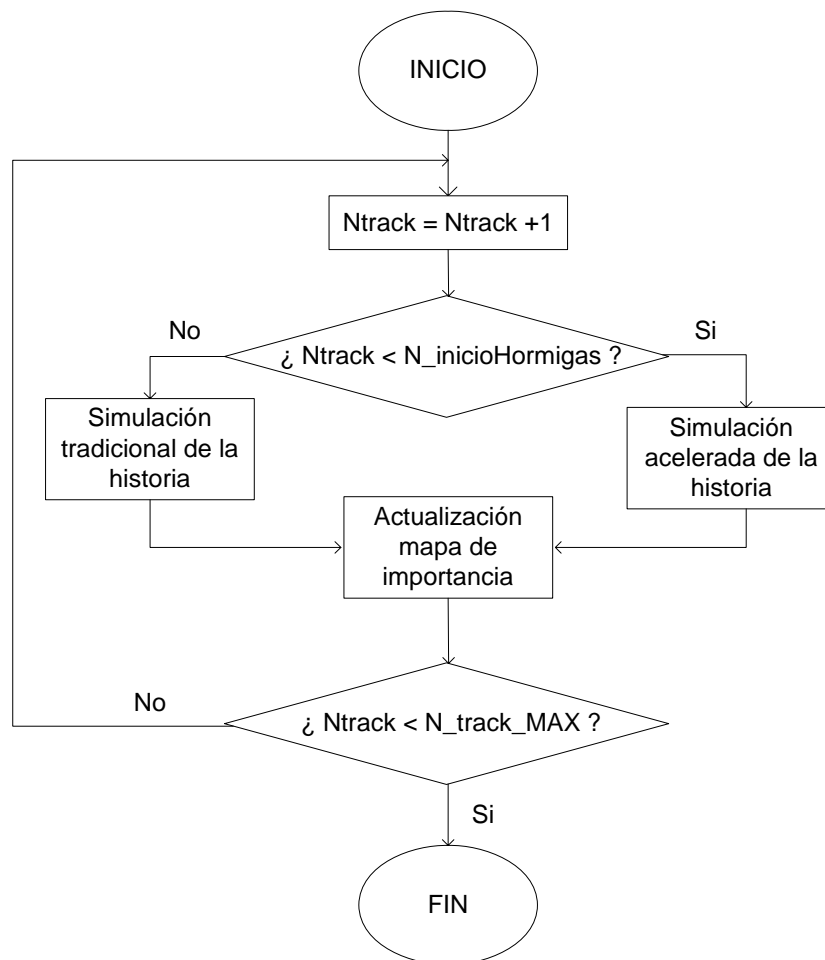 INICIO
Ntrack = Ntrack +1
¿ Ntrack < N_inicioHormigas ?
No
Si
Simulación
tradicional de la
historia
Simulación
acelerada de la
historia
Actualización
mapa de
importancia
¿ Ntrack < N_track_MAX ?
No
Si
FIN